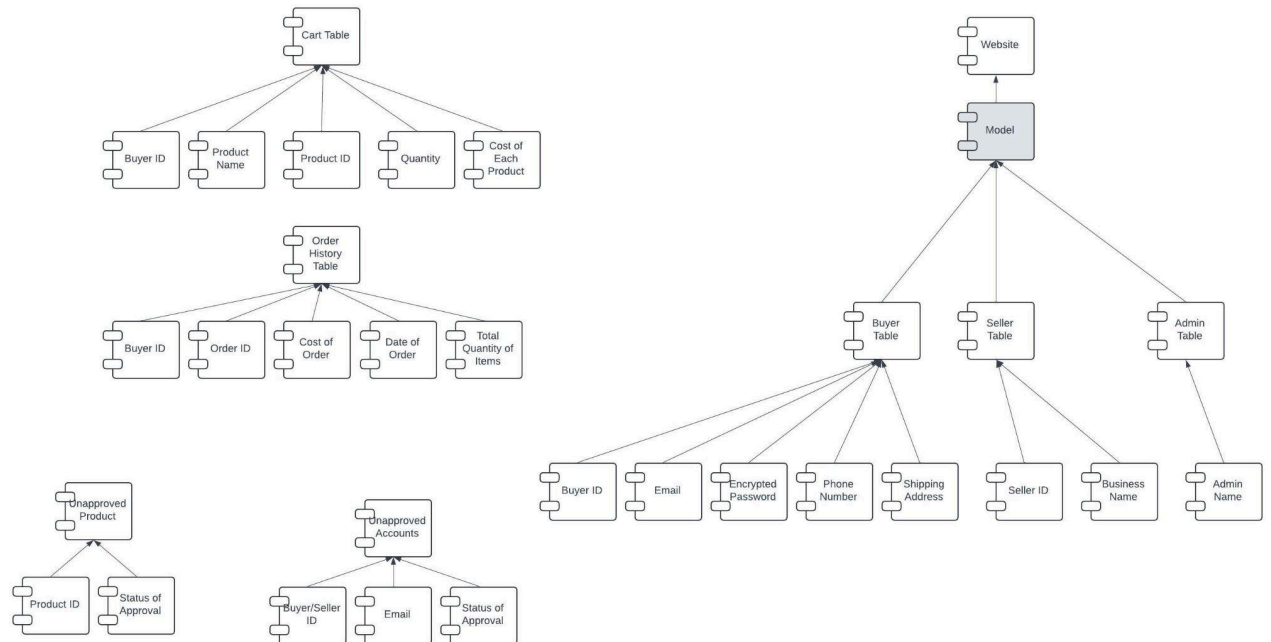 Cart Table
Buyer ID
Product
Name
Product ID
Quantity
Cost of
Each
Product
Order
History
Table
Buyer ID
Order ID
Cost of
Order
Date of
Order
Total
Quantity of
Items
Unapproved
Product
Product ID
Status of
Approval
Unapproved
Accounts
Buyer/Seller
ID
Email
Status of
Approval
Website
Model
Buyer
Table
Seller
Table
Admin
Table
Buyer ID
Email
Encrypted
Password
Phone
Number
Shipping
Address
Seller ID
Business
Name
Admin
Name